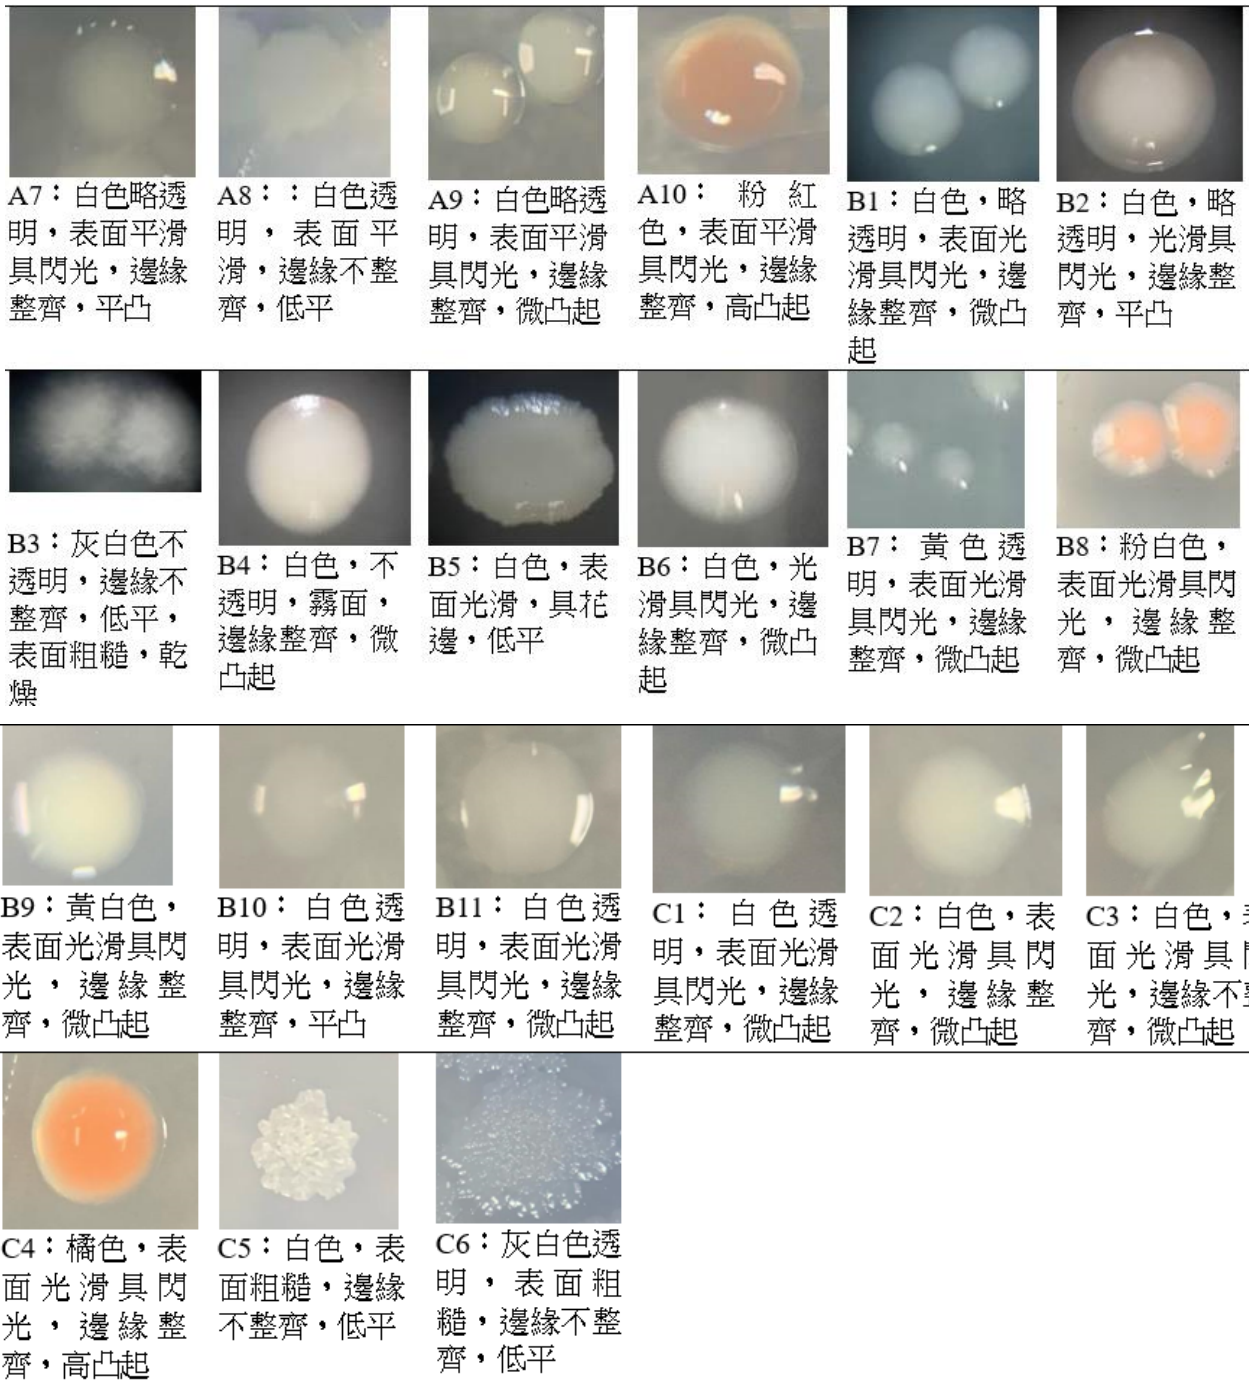 A7：白色略透
明，表面平滑
具閃光，邊緣
整齊，平凸
A8：：白色透
明，表面平
滑，邊緣不整
齊，低平
A9：白色略透
明，表面平滑
具閃光，邊緣
整齊，微凸起
A10：粉紅
色，表面平滑
具閃光，邊緣
整齊，高凸起
B1：白色，略
透明，表面光
滑具閃光，邊
緣整齊，微凸
起
B2：白色，略
透明，光滑具
閃光，邊緣整
齊，平凸
B3：灰白色不
透明，邊緣不
整齊，低平，
表面粗糙，乾
燥
B4：白色，不
透明，霧面，
邊緣整齊，微
凸起
B5：白色，表
面光滑，具花
邊，低平
B6：白色，光
滑具閃光，邊
緣整齊，微凸
起
B7：黃色透
明，表面光滑
具閃光，邊緣
整齊，微凸起
B8：粉白色，
表面光滑具閃
光，邊緣整
齊，微凸起
B9：黃白色，
表面光滑具閃
光，邊緣整
齊，微凸起
B10：白色透
明，表面光滑
具閃光，邊緣
整齊，平凸
B11：白色透
明，表面光滑
具閃光，邊緣
整齊，微凸起
C1：白色透
明，表面光滑
具閃光，邊緣
整齊，微凸起
C2：白色，表
面光滑具閃
光，邊緣整
齊，微凸起
C3：白色，
面光滑具
光，邊緣不
齊，微凸起
C4：橘色，表
面光滑具閃
光，邊緣整
齊，高凸起
C5：白色，表
面粗糙，邊緣
不整齊，低平
C6：灰白色透
明，表面粗
糙，邊緣不整
齊，低平